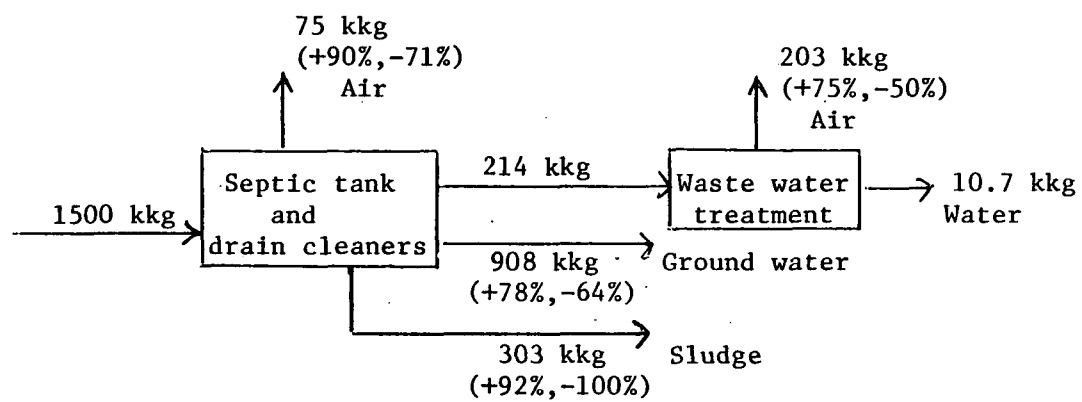 75 kkg
(+90%,-71%)
Air
203 kkg
(+75%,-50%)
Air
1500 kkg
Septic tank
and
drain cleaners
214 kkg
Waste water
treatment
10.7 kkg
Water
908 kkg
(+78%,-64%)
Ground water
303 kkg
(+92%,-100%)
Sludge